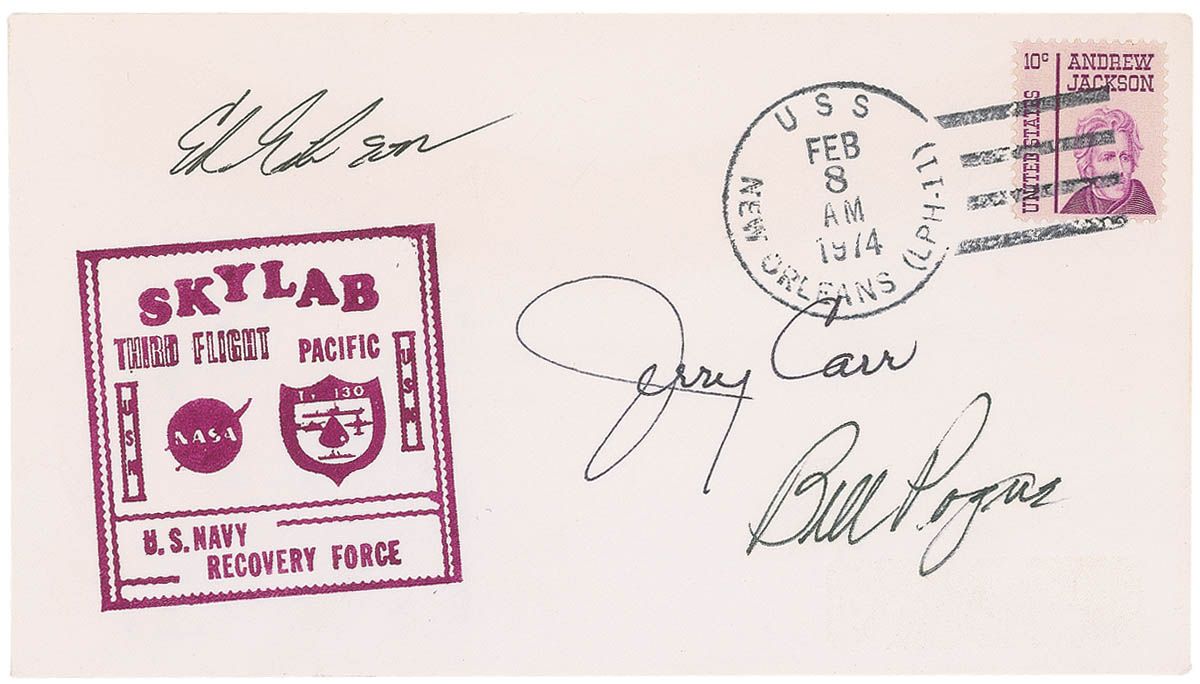 Ed Gibson
USS
FEB
8
AM
1974
NEW ORLEANS (LPH-11)
10c ANDREW
JACKSON
UNITED STATES
SKYLAB
THIRD FLIGHT PACIFIC
USN
USN
NASA
130
U.S. NAVY
RECOVERY FORCE
Jerry Carr
Bill Pogue